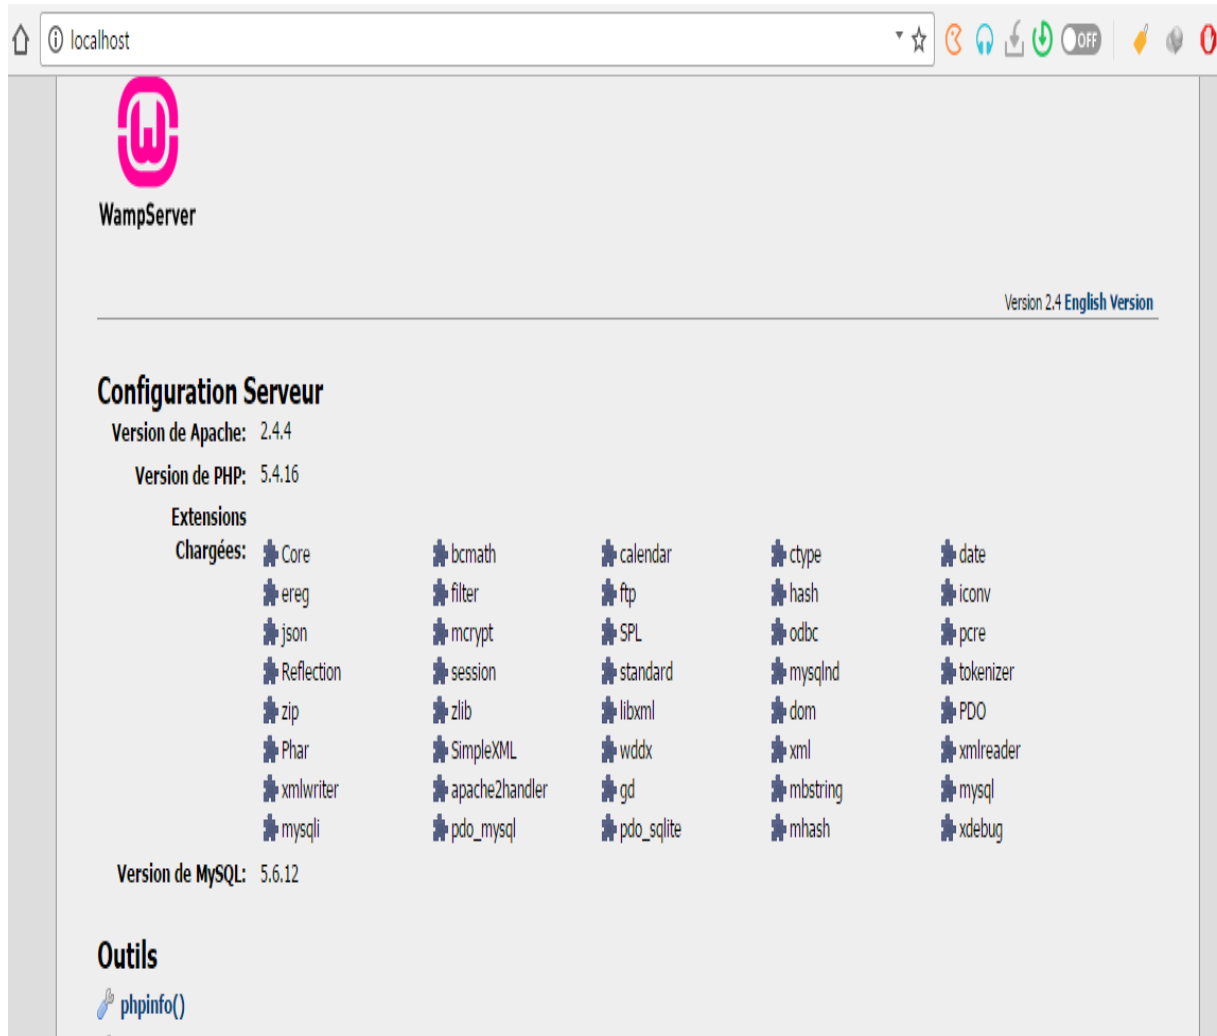 localhost
OFF
WampServer
Version 2.4 English Version
Configuration Serveur
Version de Apache: 2.4.4
Version de PHP: 5.4.16
Extensions
Chargées: Core bcmath calendar ctype date
ereg filter ftp hash iconv
json mcrypt SPL odbc pcre
Reflection session standard mysqlnd tokenizer
zip zlib libxml dom PDO
Phar SimpleXML wddx xml xmlreader
xmlwriter apache2handler gd mbstring mysql
mysqli pdo_mysql pdo_sqlite mhash xdebug
Version de MySQL: 5.6.12
Outils
phpinfo()